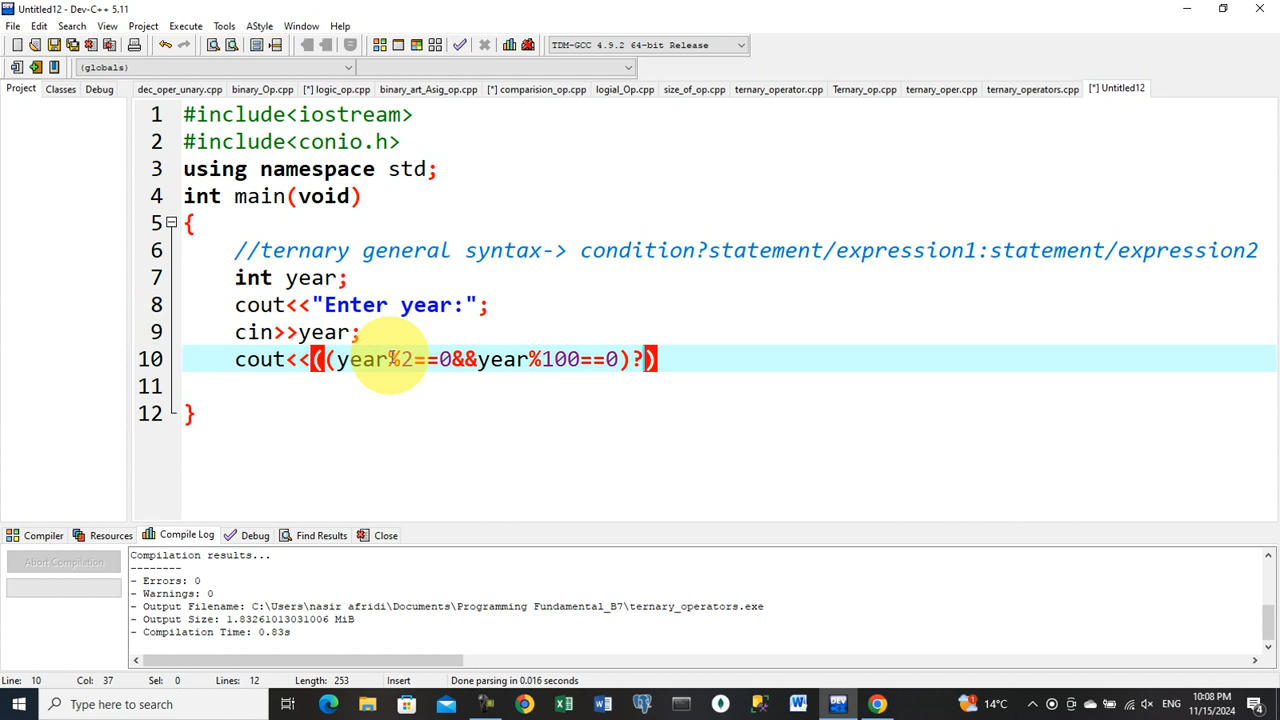 Untitled12 - Dev-C++ 5.11
File Edit Search View Project Execute Tools AStyle Window Help
TDM-GCC 4.9.2 64-bit Release
(globals)
Project Classes Debug dec_oper_unary.cpp binary_Op.cpp [*] logic_op.cpp binary_art_Asig_op.cpp [*] comparision_op.cpp logial_Op.cpp size_of_op.cpp ternary_operator.cpp Ternary_op.cpp ternary_oper.cpp ternary_operators.cpp [*] Untitled12
1 #include<iostream>
2 #include<conio.h>
3 using namespace std;
4 int main(void)
5 {
6 //ternary general syntax-> condition?statement/expression1:statement/expression2
7 int year;
8 cout<<"Enter year:";
9 cin>>year;
10 cout<<((year%2==0&&year%100==0)?)
11
12 }
Compiler Resources Compile Log Debug Find Results Close
Abort Compilation
Compilation results...
--------
- Errors: 0
- Warnings: 0
- Output Filename: C:\Users\nasir afridi\Documents\Programming Fundamental_B7\ternary_operators.exe
- Output Size: 1.83261013031006 MiB
- Compilation Time: 0.83s
Line: 10 Col: 37 Sel: 0 Lines: 12 Length: 253 Insert Done parsing in 0.016 seconds
Type here to search
14°C
ENG
10:08 PM
11/15/2024